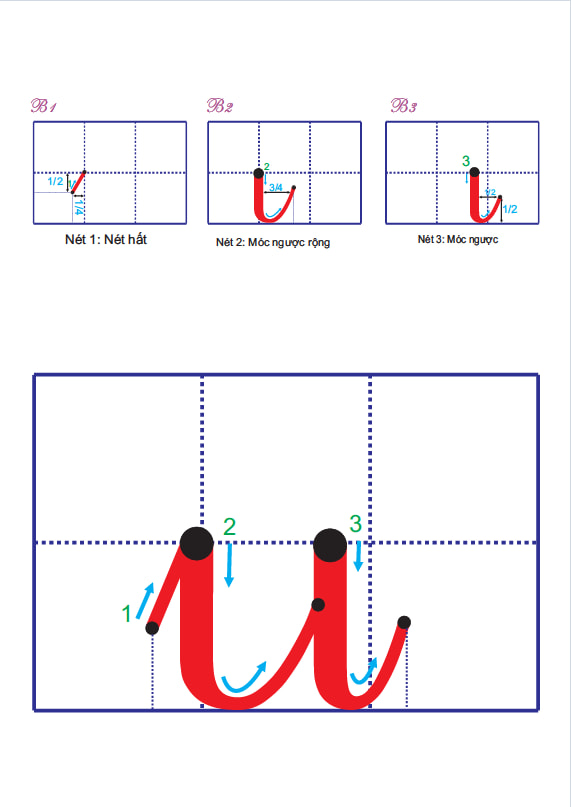 B1 B2 B3
1/2 1/4
2
3/4
3
1/2
1/2
Nét 1: Nét hất
Nét 2: Móc ngược rộng
Nét 3: Móc ngược
2
3
1
u